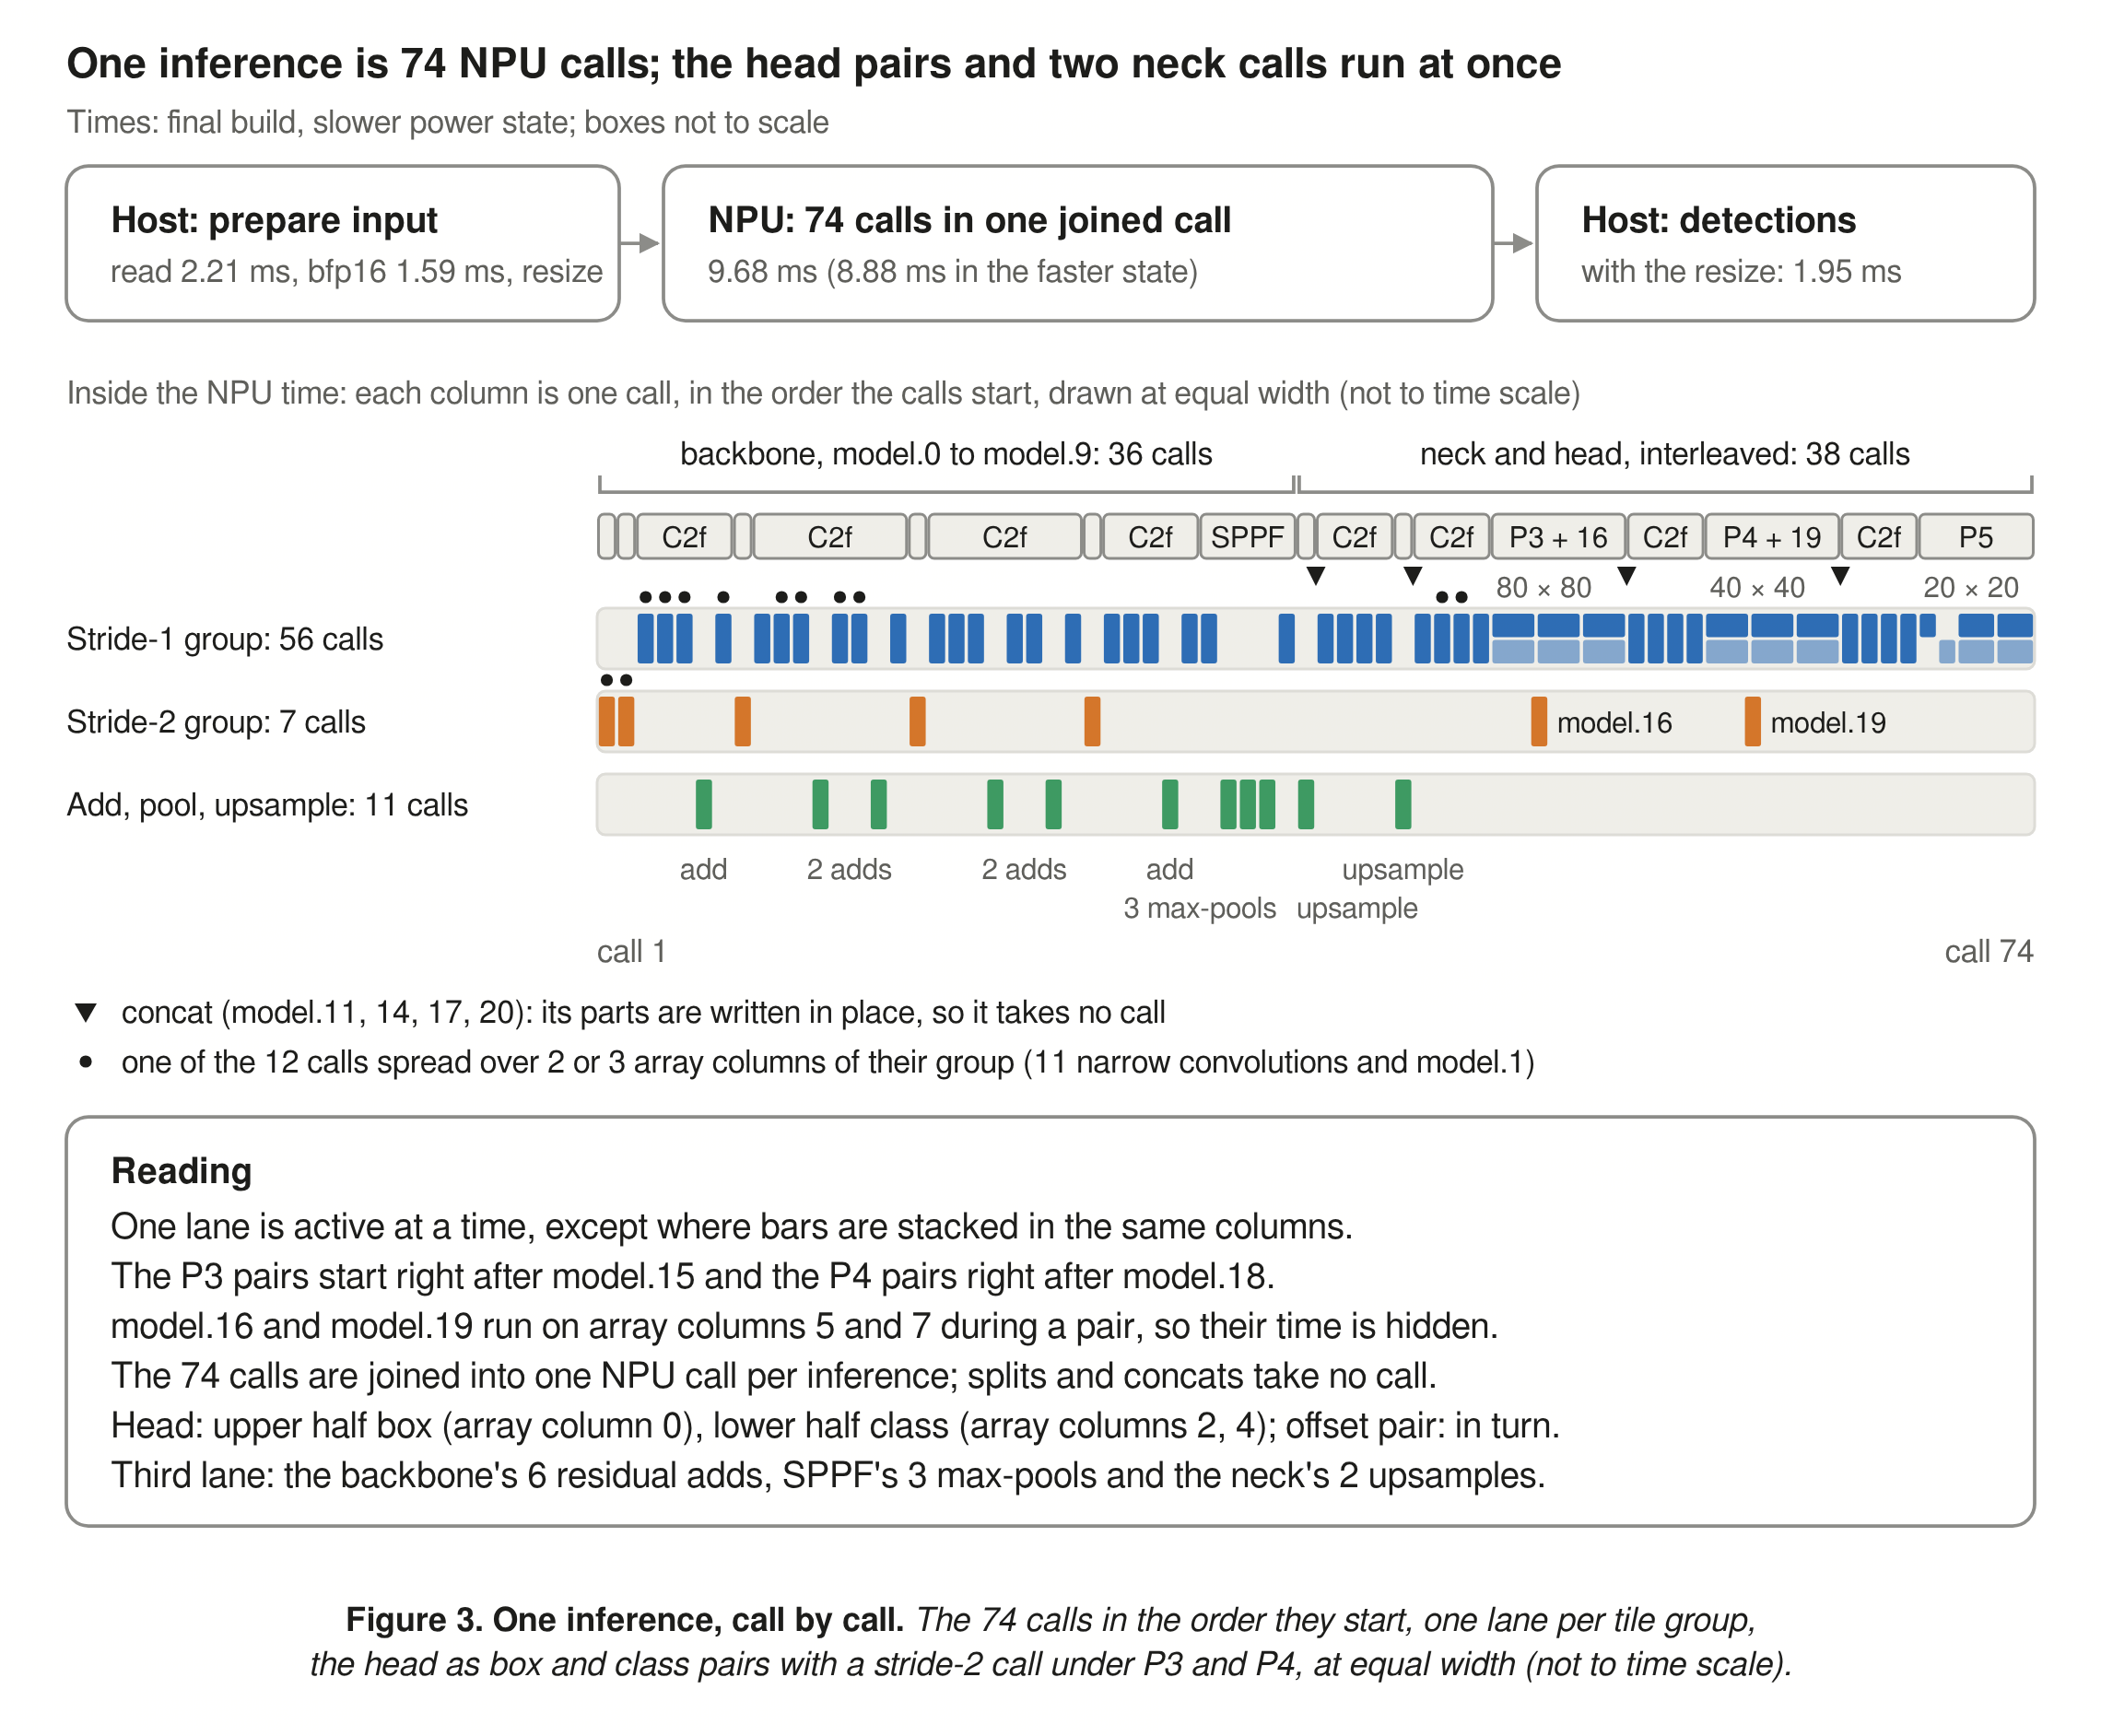 One inference is 74 NPU calls; the head pairs and two neck calls run at once
Times: final build, slower power state; boxes not to scale
Host: prepare input
read 2.21 ms, bfp16 1.59 ms, resize
NPU: 74 calls in one joined call
9.68 ms (8.88 ms in the faster state)
Host: detections
with the resize: 1.95 ms
Inside the NPU time: each column is one call, in the order the calls start, drawn at equal width (not to time scale)
backbone, model.0 to model.9: 36 calls
neck and head, interleaved: 38 calls
C2f C2f C2f C2f SPPF C2f C2f P3 + 16 C2f P4 + 19 C2f P5
80 × 80 40 × 40 20 × 20
Stride-1 group: 56 calls
Stride-2 group: 7 calls
model.16 model.19
Add, pool, upsample: 11 calls
add 2 adds 2 adds add upsample
3 max-pools upsample
call 1 call 74
▼ concat (model.11, 14, 17, 20): its parts are written in place, so it takes no call
● one of the 12 calls spread over 2 or 3 array columns of their group (11 narrow convolutions and model.1)
Reading
One lane is active at a time, except where bars are stacked in the same columns.
The P3 pairs start right after model.15 and the P4 pairs right after model.18.
model.16 and model.19 run on array columns 5 and 7 during a pair, so their time is hidden.
The 74 calls are joined into one NPU call per inference; splits and concats take no call.
Head: upper half box (array column 0), lower half class (array columns 2, 4); offset pair: in turn.
Third lane: the backbone's 6 residual adds, SPPF's 3 max-pools and the neck's 2 upsamples.
Figure 3. One inference, call by call. The 74 calls in the order they start, one lane per tile group,
the head as box and class pairs with a stride-2 call under P3 and P4, at equal width (not to time scale).